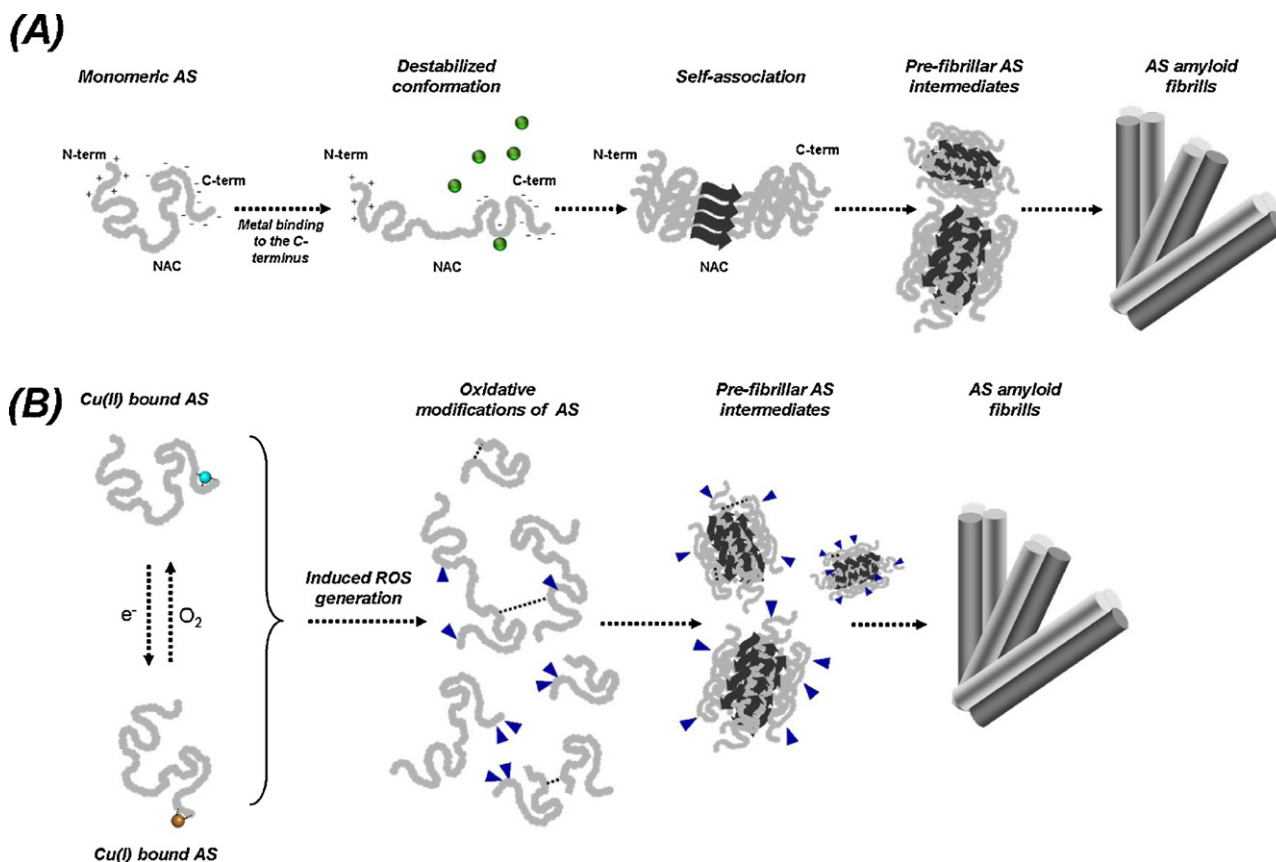 (A)
Monomeric AS
Destabilized
conformation
Self-association
Pre-fibrillar AS
intermediates
AS amyloid
fibrills
N-term
+
+
+
+
+
C-term
NAC
Metal binding
to the C-
terminus
N-term
+
+
+
+
+
C-term
NAC
N-term
C-term
NAC
(B)
Cu(II) bound AS
Oxidative
modifications of AS
Pre-fibrillar AS
intermediates
AS amyloid
fibrills
e-
O2
Induced ROS
generation
Cu(I) bound AS